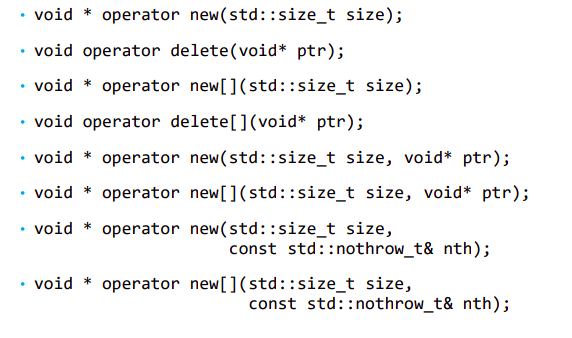 • void * operator new(std::size_t size);
• void operator delete(void* ptr);
• void * operator new[](std::size_t size);
• void operator delete[](void* ptr);
• void * operator new(std::size_t size, void* ptr);
• void * operator new[](std::size_t size, void* ptr);
• void * operator new(std::size_t size,
const std::nothrow_t& nth);
• void * operator new[](std::size_t size,
const std::nothrow_t& nth);